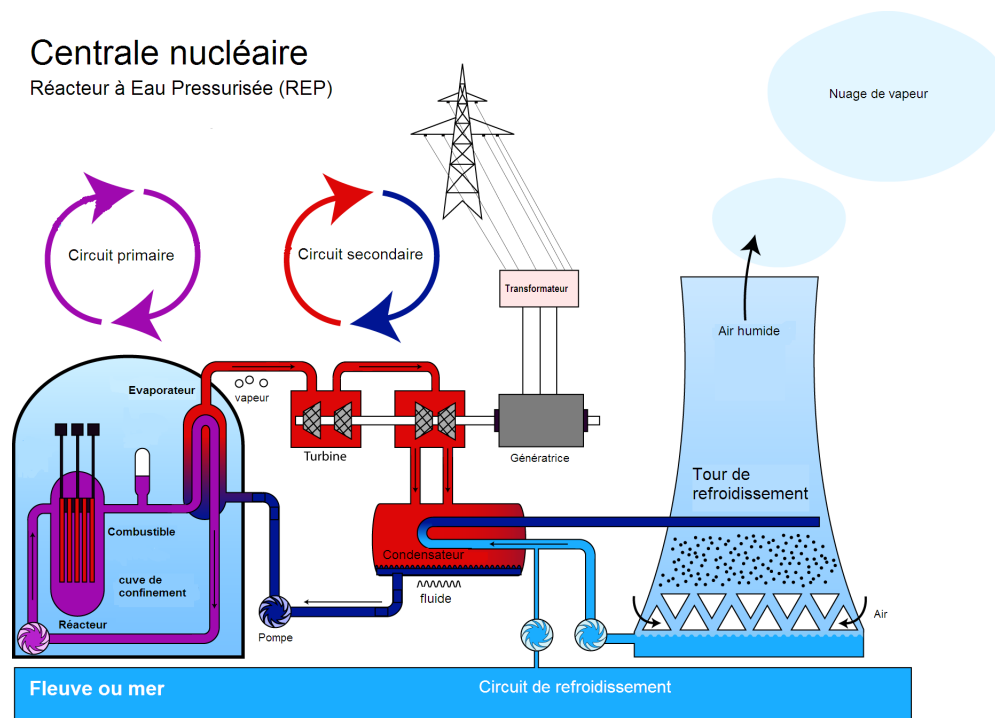 Centrale nucléaire
Réacteur à Eau Pressurisée (REP)
Nuage de vapeur
Circuit primaire
Circuit secondaire
Transformateur
Air humide
Evaporateur
vapeur
Turbine
Génératrice
Tour de
refroidissement
Combustible
Condensateur
cuve de
confinement
fluide
Réacteur
Pompe
Air
Fleuve ou mer
Circuit de refroidissement